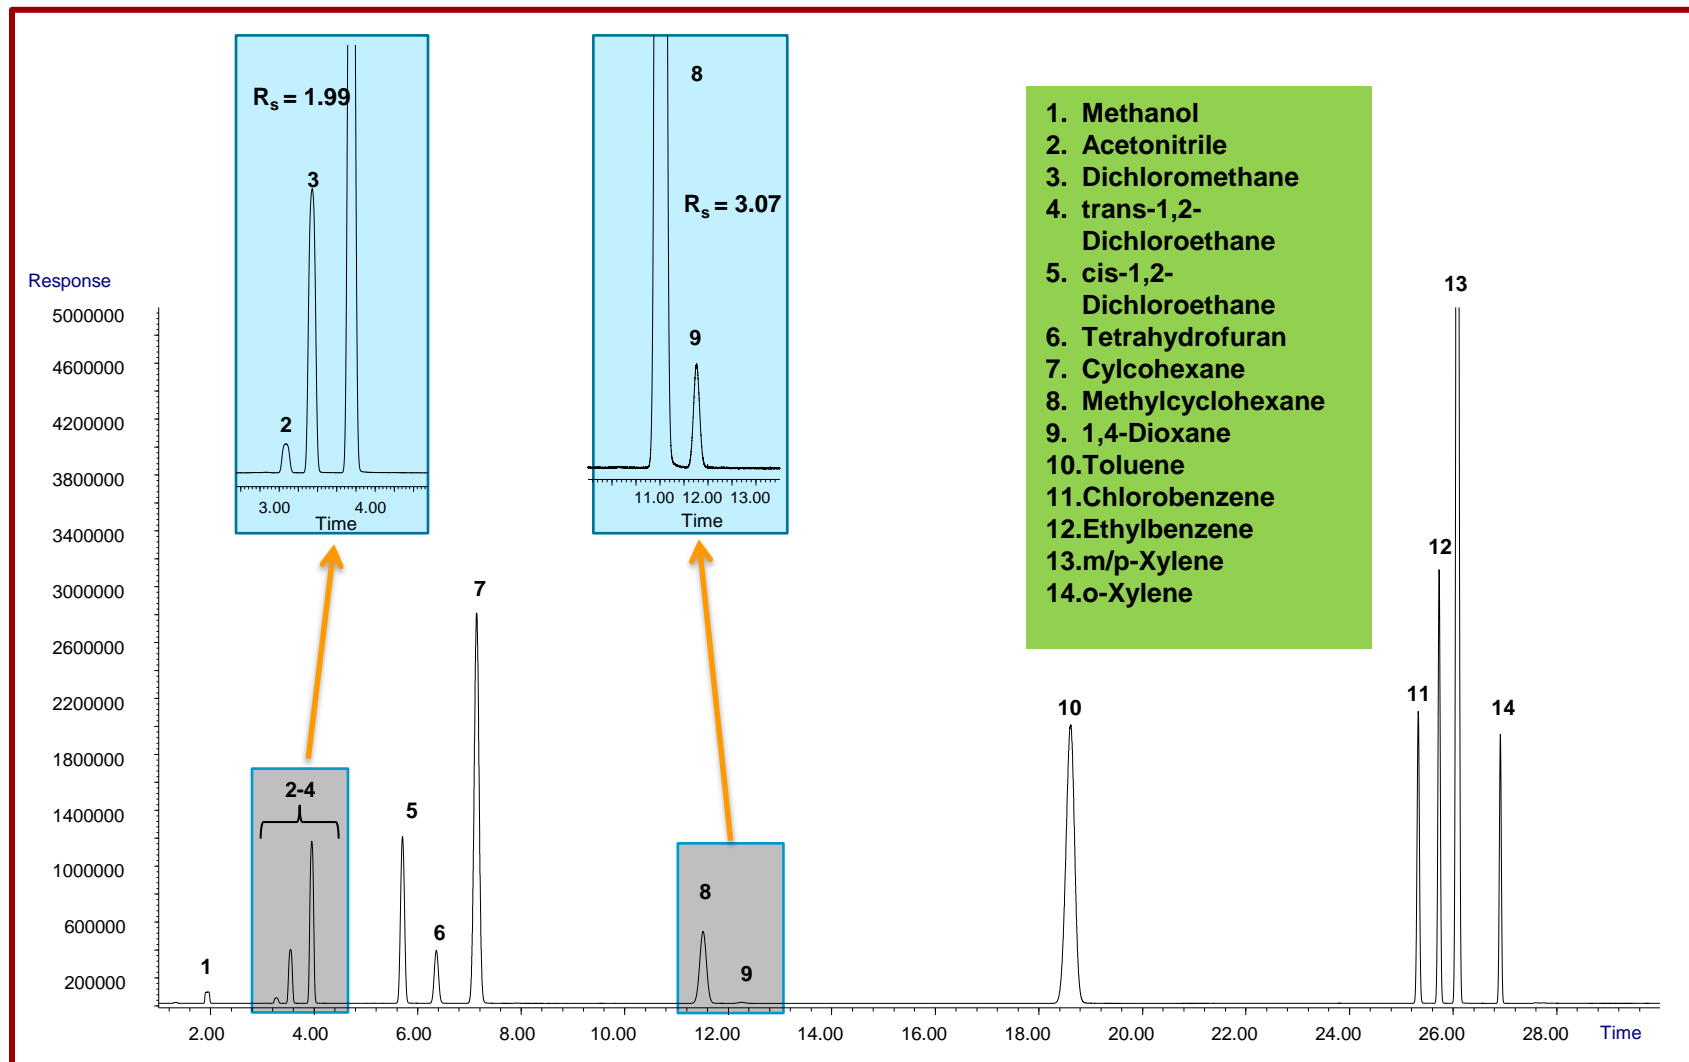 R_s = 1.99
3
2
3.00 4.00
Time
8
R_s = 3.07
9
11.00 12.00 13.00
Time
1. Methanol
2. Acetonitrile
3. Dichloromethane
4. trans-1,2-
Dichloroethane
5. cis-1,2-
Dichloroethane
6. Tetrahydrofuran
7. Cylcohexane
8. Methylcyclohexane
9. 1,4-Dioxane
10.Toluene
11.Chlorobenzene
12.Ethylbenzene
13.m/p-Xylene
14.o-Xylene
Response
5000000
4600000
4200000
3800000
3400000
3000000
2600000
2200000
1800000
1400000
1000000
600000
200000
1
2-4
5
6
7
8
9
10
11
12
13
14
2.00 4.00 6.00 8.00 10.00 12.00 14.00 16.00 18.00 20.00 22.00 24.00 26.00 28.00 Time